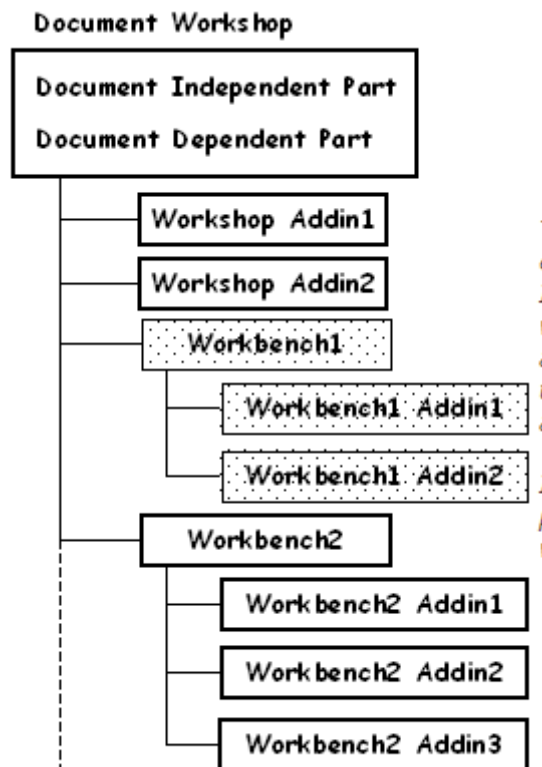 Document Workshop
Document Independent Part
Document Dependent Part
Workshop Addin1
Workshop Addin2
Workbench1
Workbench1 Addin1
Workbench1 Addin2
Workbench2
Workbench2 Addin1
Workbench2 Addin2
Workbench2 Addin3